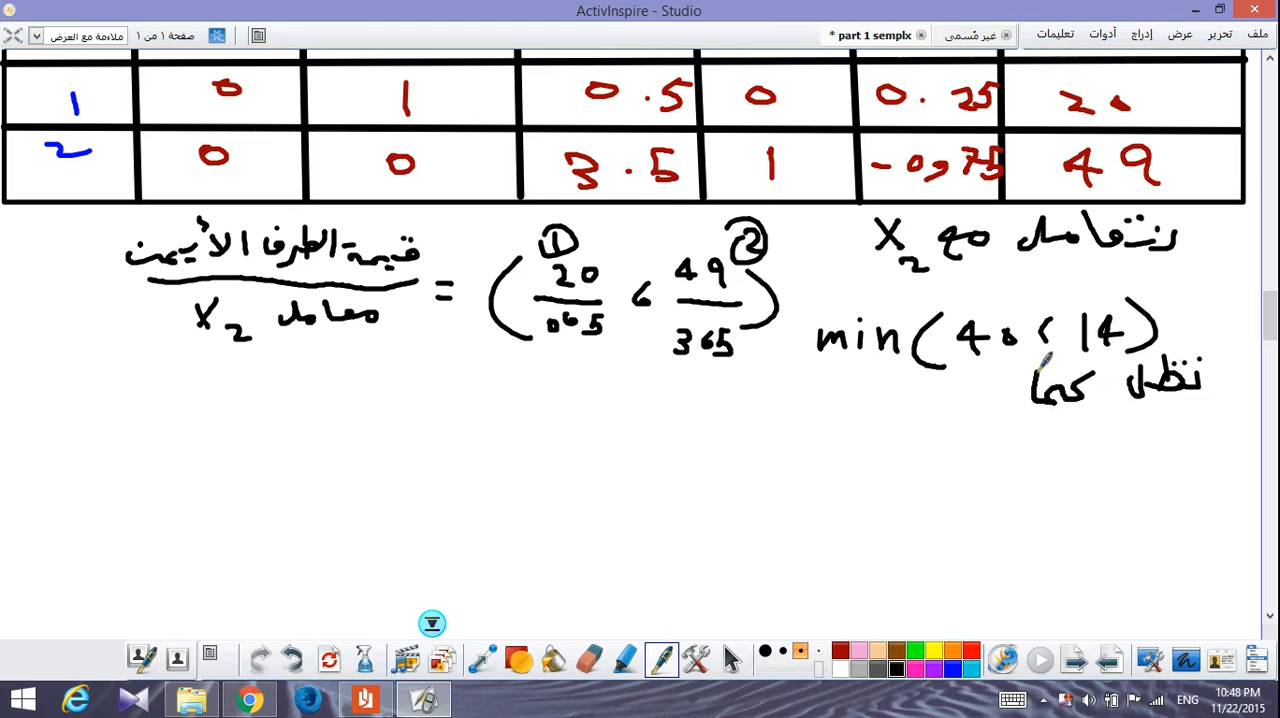 ActivInspire - Studio
ملف تحرير عرض إدراج أدوات تعليمات
غير مُسمى
part 1 semplx *
صفحة ١ من ١
ملاءمة مع العرض
1 0 1 0.5 0 0.25 20
2 0 0 3.5 1 -0,75 49
ونتعامل مع X2
قيمة الطرف الأيمن
معامل X2
= ( 20 / 0,5 , 49 / 3,5 )
① ②
min ( 40 , 14 )
نظل كما
ENG
10:48 PM
11/22/2015